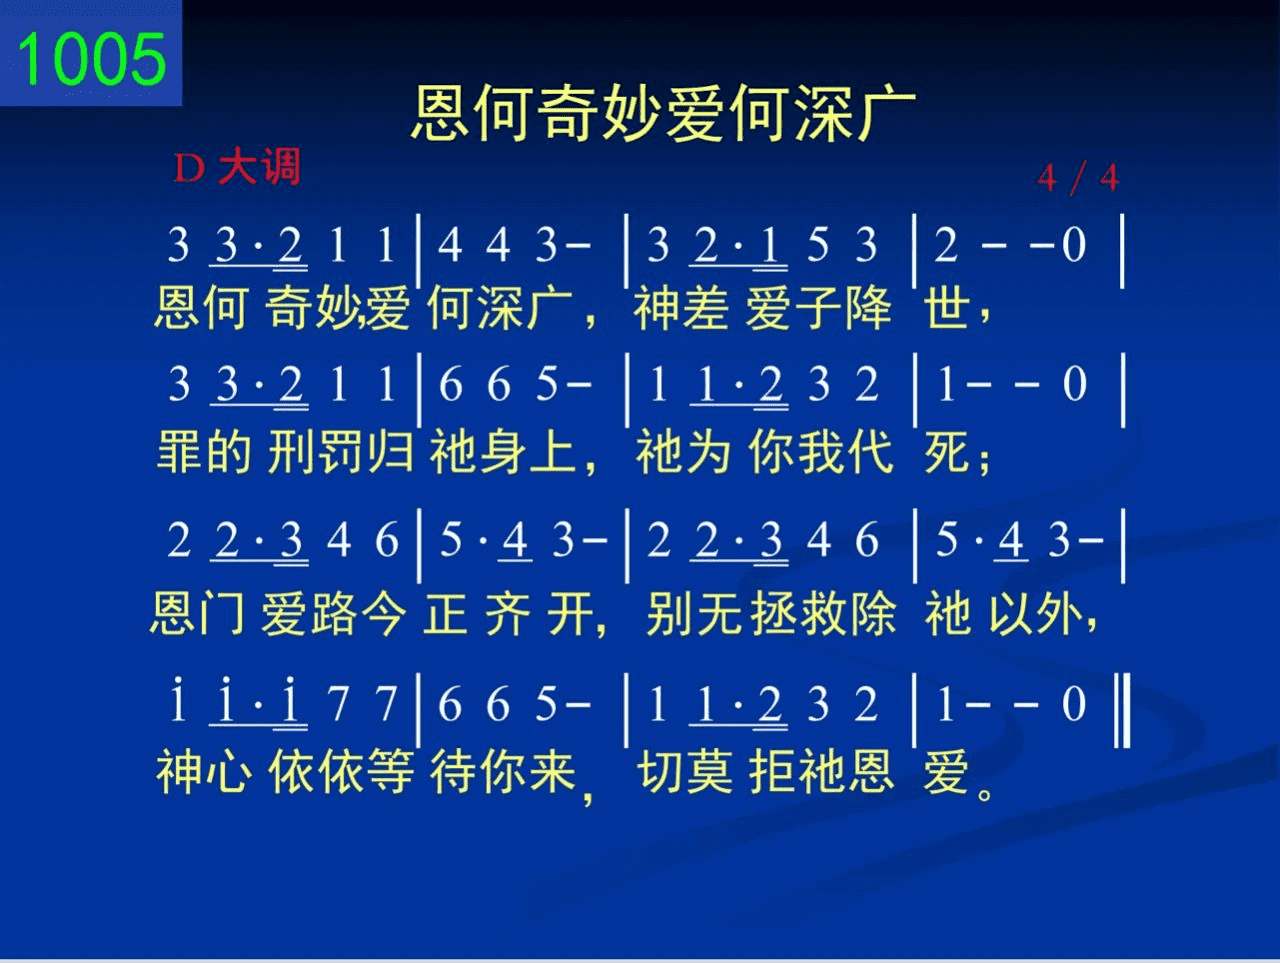 1005
恩何奇妙爱何深广
D 大调
4 / 4
3 3·2 1 1 | 4 4 3– | 3 2·1 5 3 | 2 – –0 |
恩何 奇妙,爱 何深广，神差 爱子降 世，
3 3·2 1 1 | 6 6 5– | 1 1·2 3 2 | 1– – 0 |
罪的 刑罚归 祂身上，祂为 你我代 死；
2 2·3 4 6 | 5·4 3– | 2 2·3 4 6 | 5·4 3– |
恩门 爱路今 正 齐 开，别无 拯救除 祂 以外，
i i·i 7 7 | 6 6 5– | 1 1·2 3 2 | 1– – 0 ||
神心 依依等 待你来，切莫 拒祂恩 爱。